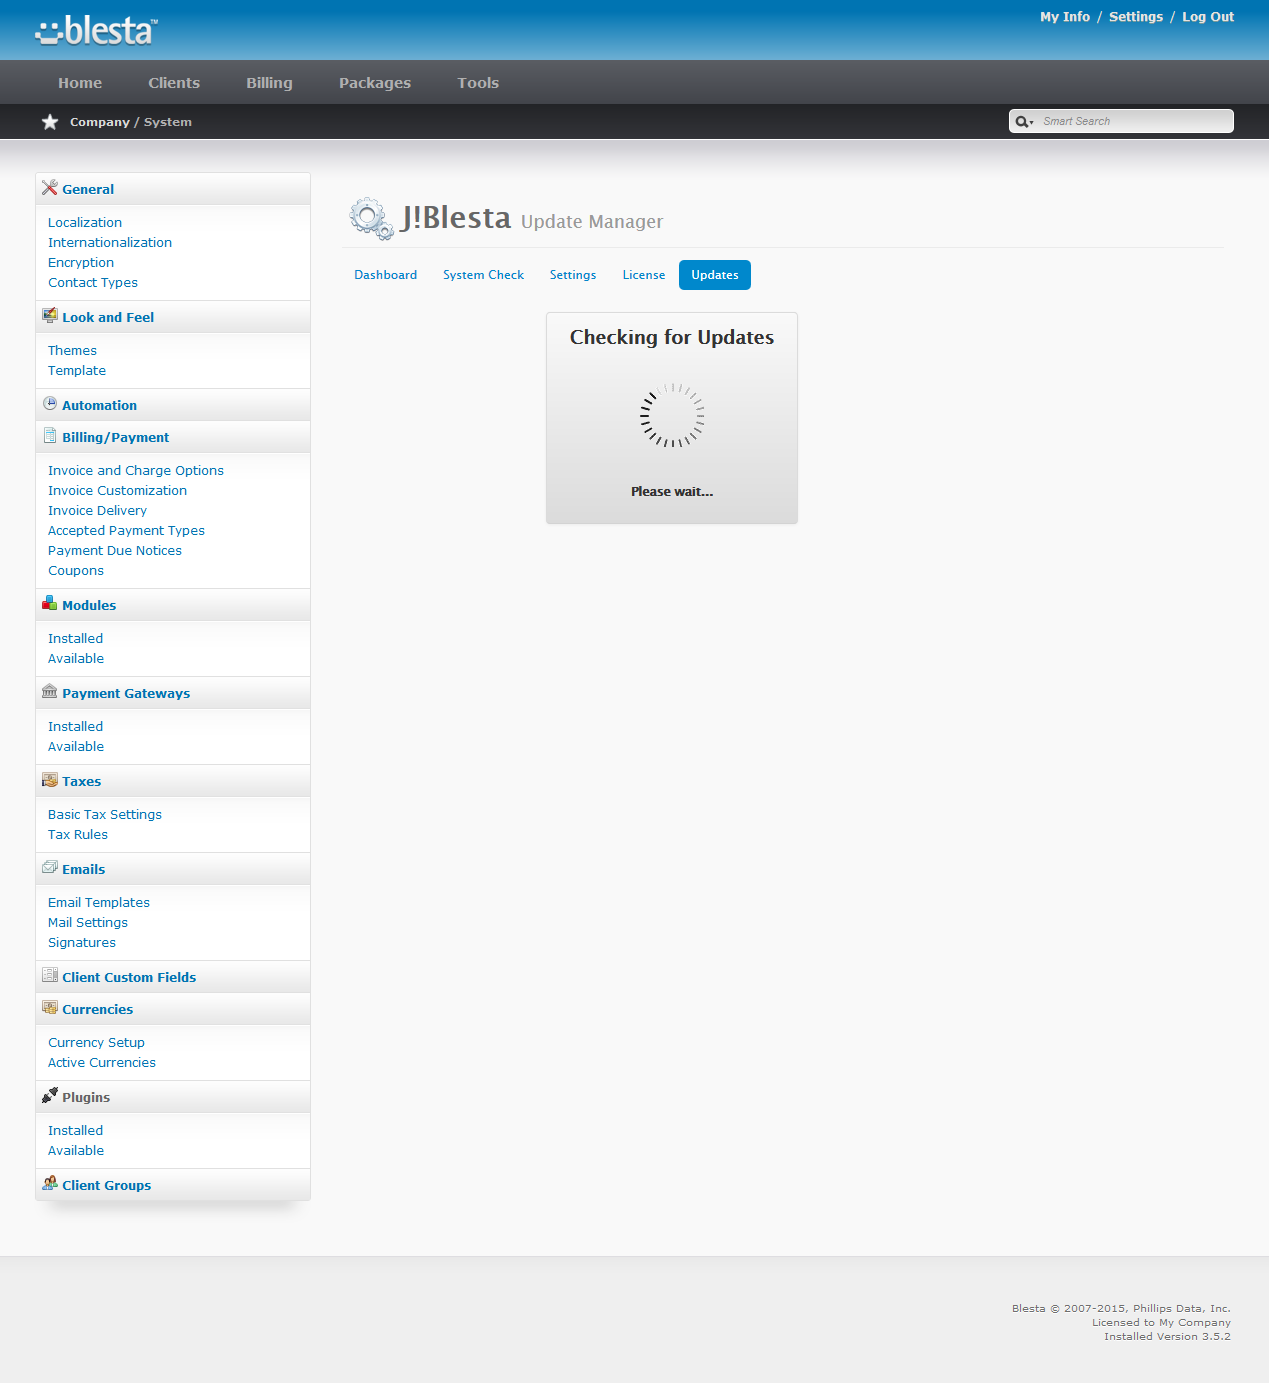 blesta™
My Info / Settings / Log Out
Home Clients Billing Packages Tools
Company / System
Smart Search
General
Localization
Internationalization
Encryption
Contact Types
Look and Feel
Themes
Template
Automation
Billing/Payment
Invoice and Charge Options
Invoice Customization
Invoice Delivery
Accepted Payment Types
Payment Due Notices
Coupons
Modules
Installed
Available
Payment Gateways
Installed
Available
Taxes
Basic Tax Settings
Tax Rules
Emails
Email Templates
Mail Settings
Signatures
Client Custom Fields
Currencies
Currency Setup
Active Currencies
Plugins
Installed
Available
Client Groups
J!Blesta Update Manager
Dashboard System Check Settings License Updates
Checking for Updates
Please wait...
Blesta © 2007-2015, Phillips Data, Inc.
Licensed to My Company
Installed Version 3.5.2